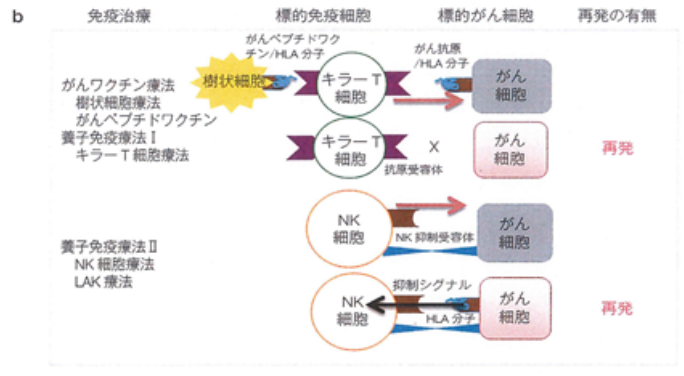 b
免疫治療 標的免疫細胞 標的がん細胞 再発の有無
がんペプチドワク
チン/HLA 分子
がん抗原
/HLA 分子
樹状細胞
キラー T
細胞
がん
細胞
がんワクチン療法
樹状細胞療法
がんペプチドワクチン
養子免疫療法 I
キラー T 細胞療法
キラー T
細胞
抗原受容体
X
がん
細胞
再発
養子免疫療法 II
NK 細胞療法
LAK 療法
NK
細胞
NK 抑制受容体
がん
細胞
抑制シグナル
NK
細胞
HLA 分子
がん
細胞
再発